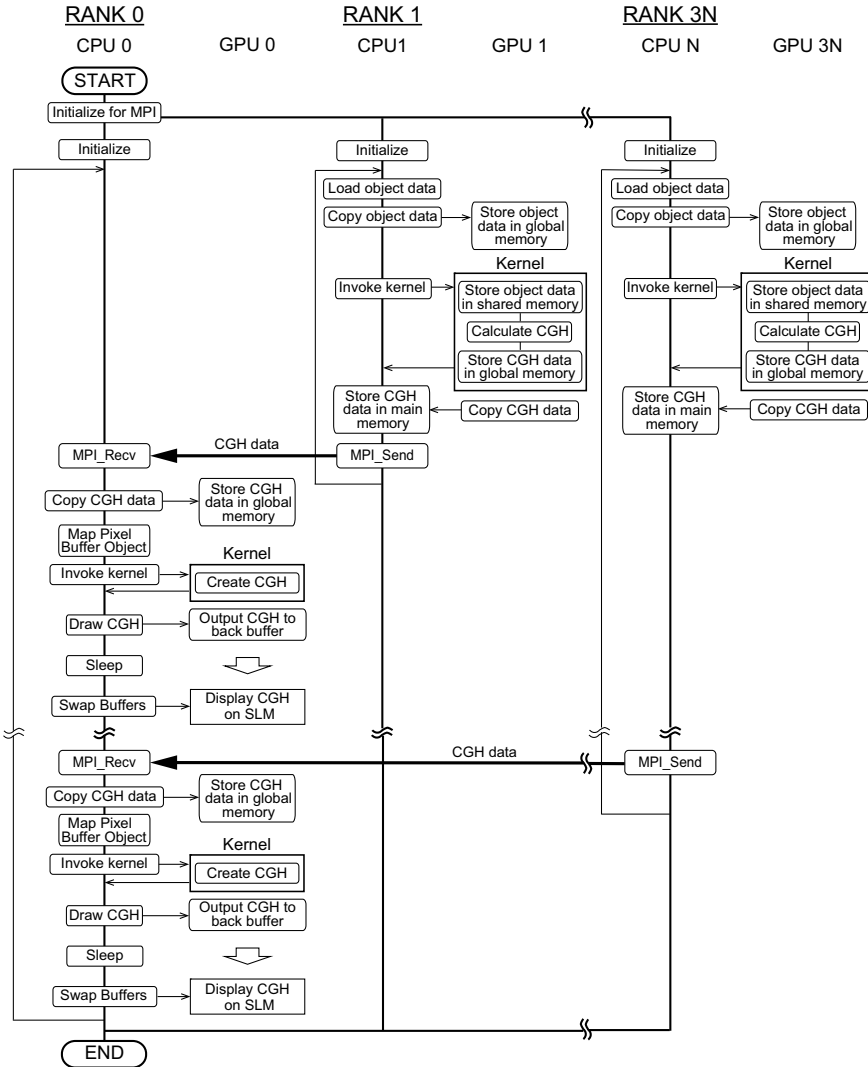 RANK 0 RANK 1 RANK 3N
CPU 0 GPU 0 CPU1 GPU 1 CPU N GPU 3N
START
Initialize for MPI
Initialize Initialize Initialize
Load object data Load object data
Copy object data Store object Copy object data Store object
data in global data in global
memory memory
Kernel Kernel
Invoke kernel Store object data Invoke kernel Store object data
in shared memory in shared memory
Calculate CGH Calculate CGH
Store CGH data Store CGH data
in global memory in global memory
Store CGH Store CGH
data in main Copy CGH data data in main Copy CGH data
memory memory
CGH data
MPI_Recv MPI_Send
Copy CGH data Store CGH
data in global
memory
Map Pixel
Buffer Object
Kernel
Invoke kernel
Create CGH
Draw CGH Output CGH to
back buffer
Sleep
Swap Buffers Display CGH
on SLM
CGH data
MPI_Recv MPI_Send
Copy CGH data Store CGH
data in global
memory
Map Pixel
Buffer Object
Kernel
Invoke kernel
Create CGH
Draw CGH Output CGH to
back buffer
Sleep
Swap Buffers Display CGH
on SLM
END